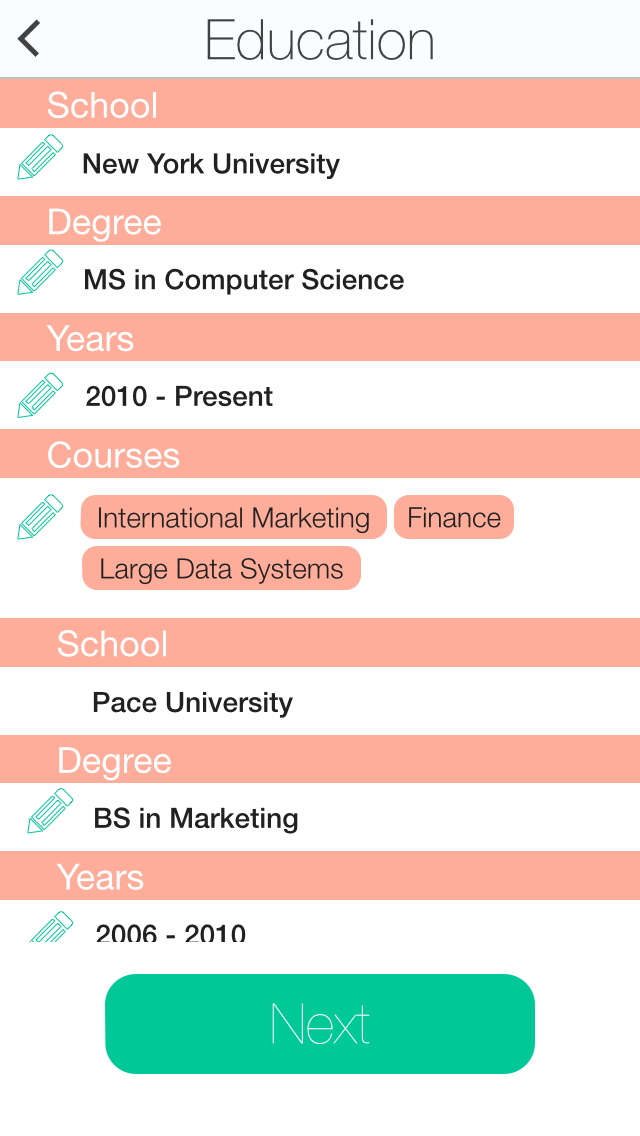 Education
School
New York University
Degree
MS in Computer Science
Years
2010 - Present
Courses
International Marketing Finance
Large Data Systems
School
Pace University
Degree
BS in Marketing
Years
2006 - 2010
Next